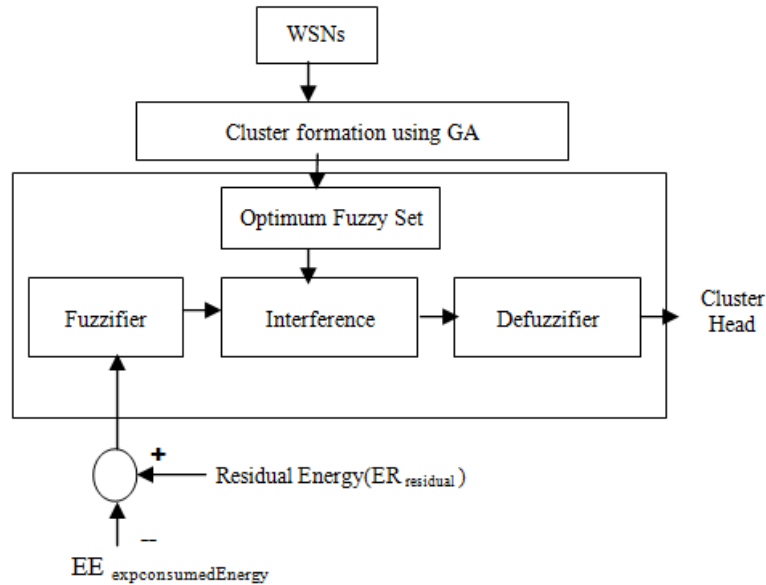 WSNs
Cluster formation using GA
Optimum Fuzzy Set
Fuzzifier
Interference
Defuzzifier
Cluster
Head
+
Residual Energy(ER residual)
--
EE expconsumedEnergy